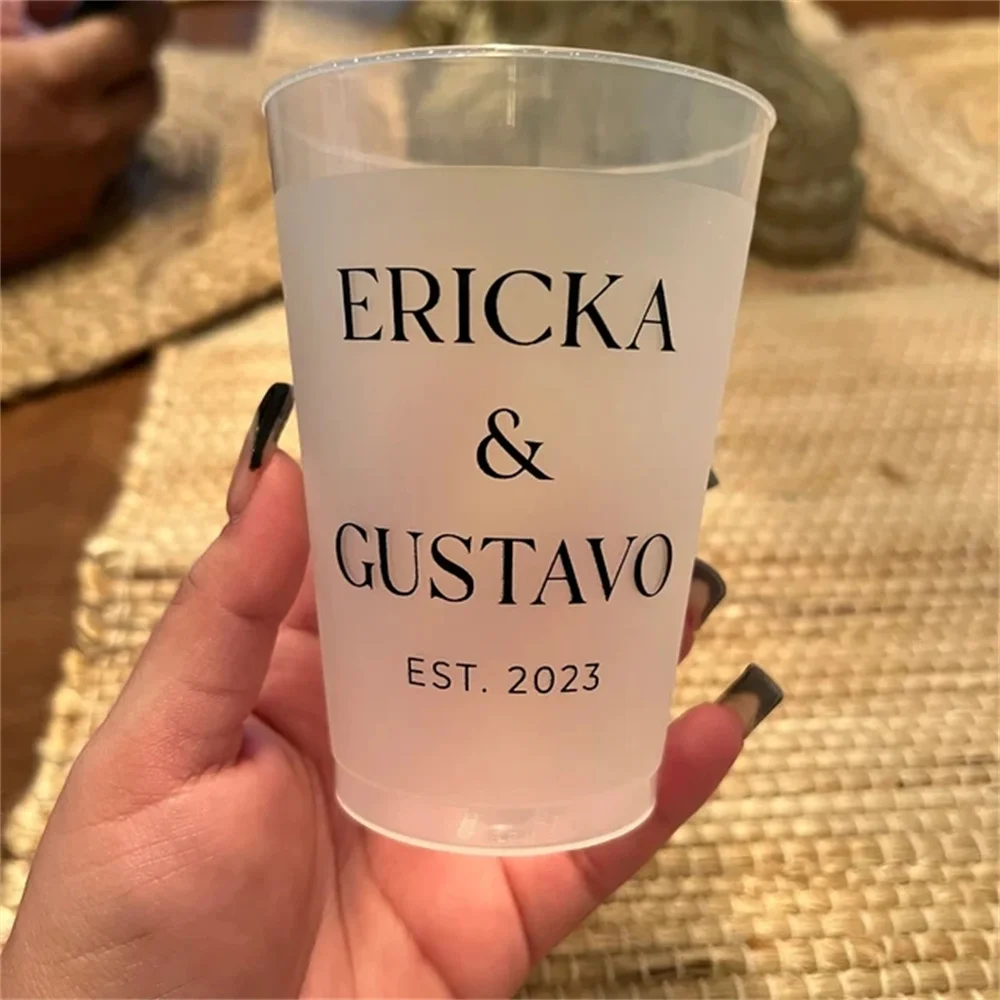 ERICKA
&
GUSTAVO
EST. 2023